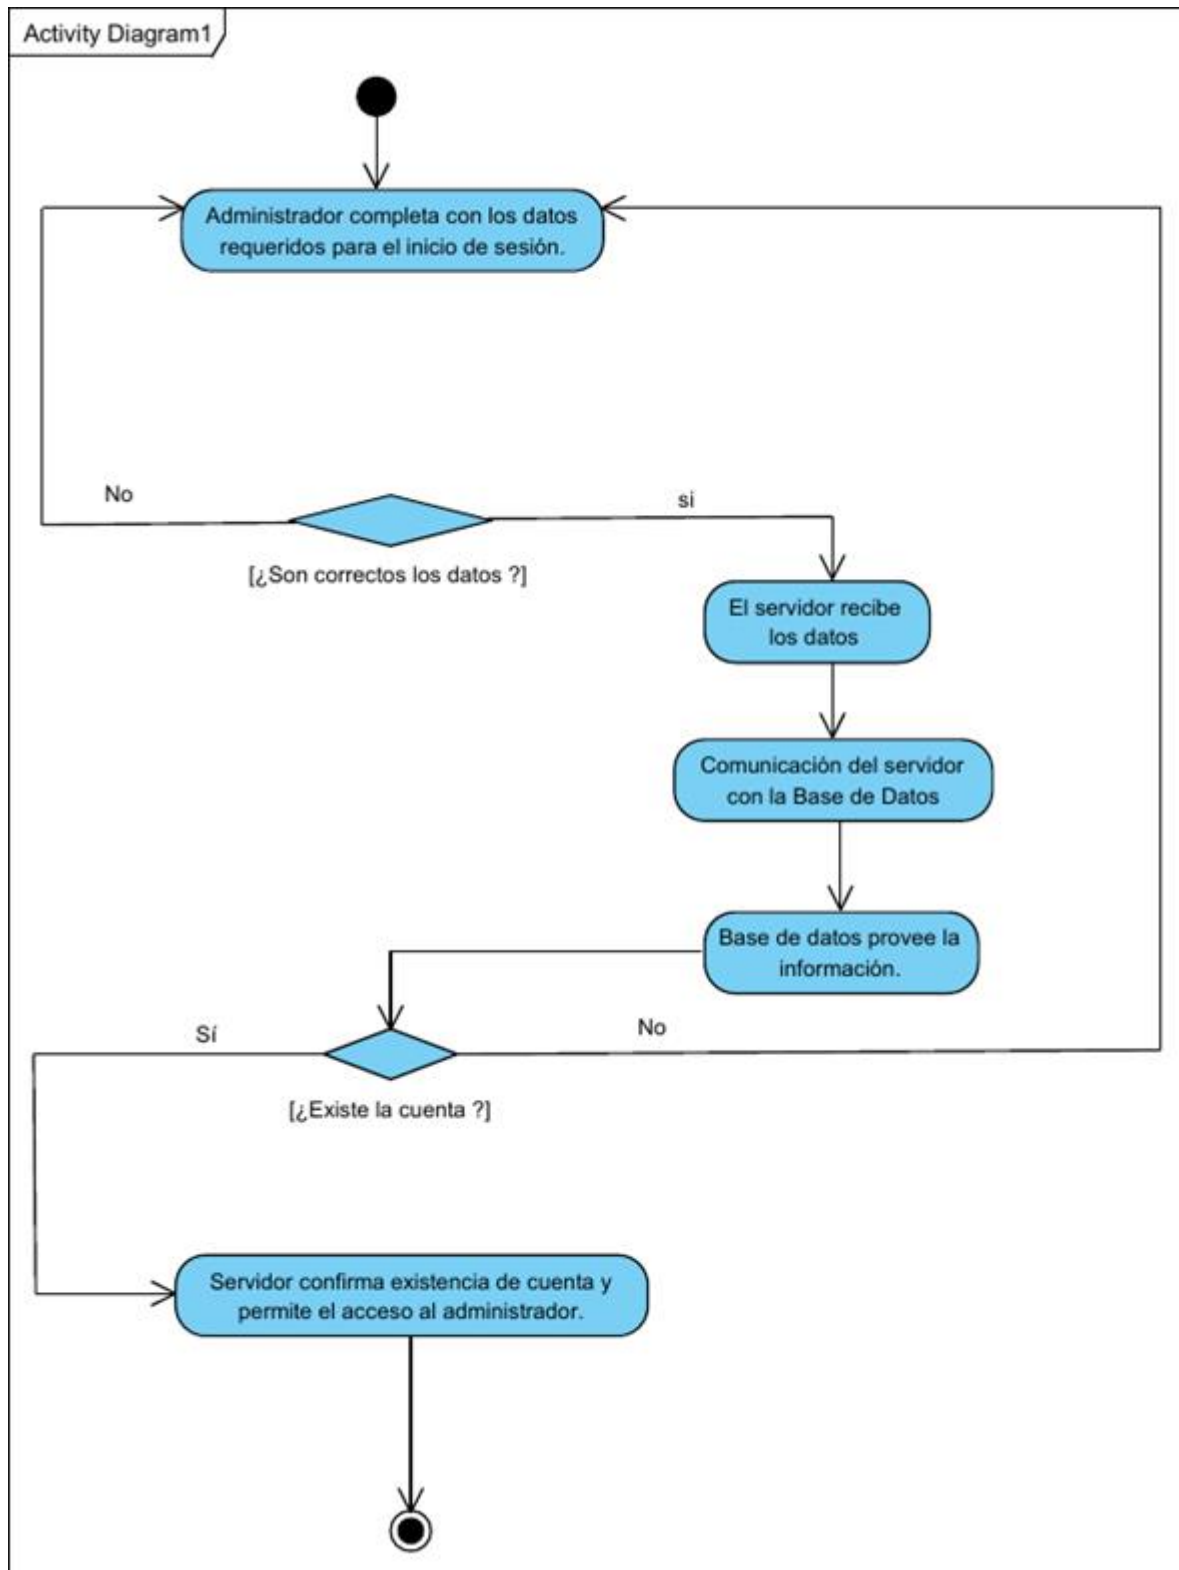 Activity Diagram1
Administrador completa con los datos
requeridos para el inicio de sesión.
No
si
[¿Son correctos los datos ?]
El servidor recibe
los datos
Comunicación del servidor
con la Base de Datos
Base de datos provee la
información.
Sí
No
[¿Existe la cuenta ?]
Servidor confirma existencia de cuenta y
permite el acceso al administrador.